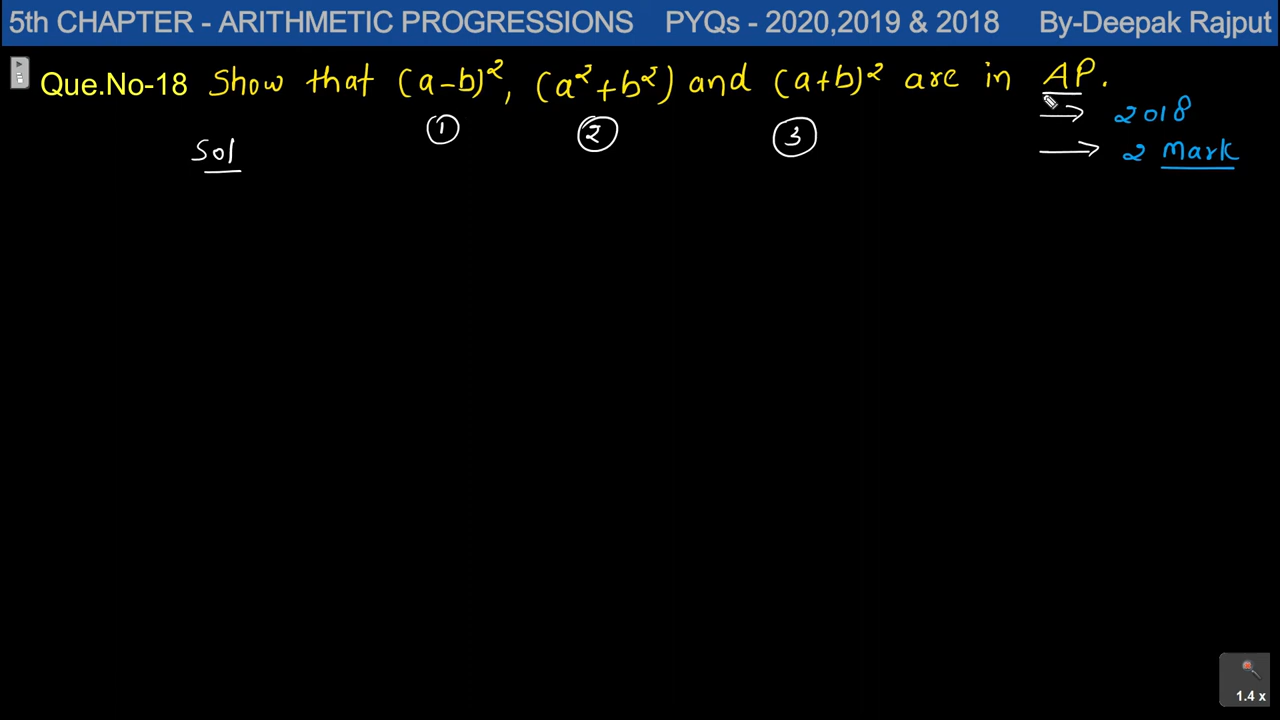 5th CHAPTER - ARITHMETIC PROGRESSIONS PYQs - 2020,2019 & 2018 By-Deepak Rajput
Que.No-18 Show that (a-b)², (a²+b²) and (a+b)² are in AP.
① ② ③
→ 2018
Sol
→ 2 Mark
1.4 x